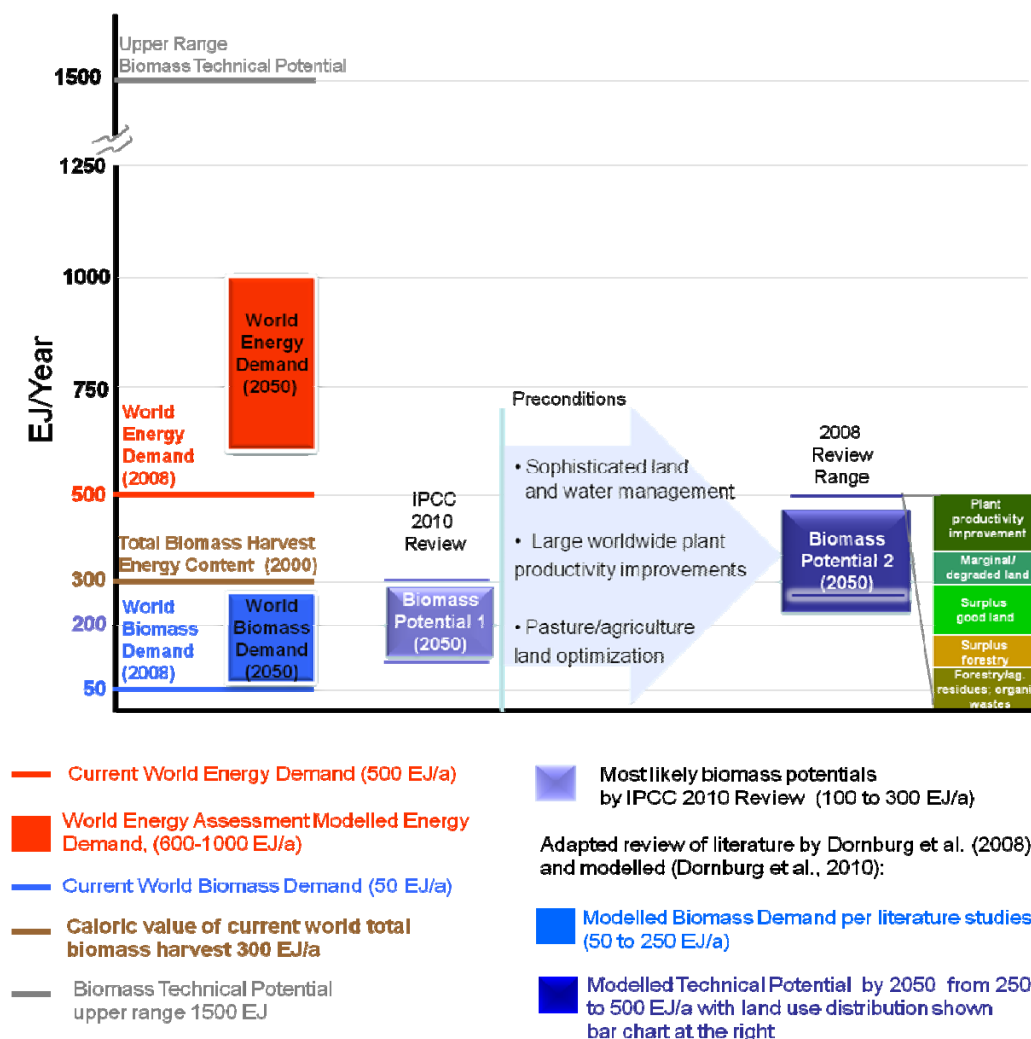 Upper Range
Biomass Technical Potential
1500
1250
1000
750
500
300
200
50
EJ/Year
World
Energy
Demand
(2050)
World
Energy
Demand
(2008)
Total Biomass Harvest
Energy Content (2000)
World
Biomass
Demand
(2008)
World
Biomass
Demand
(2050)
IPCC
2010
Review
Biomass
Potential 1
(2050)
Preconditions
• Sophisticated land
and water management
• Large worldwide plant
productivity improvements
• Pasture/agriculture
land optimization
2008
Review
Range
Biomass
Potential 2
(2050)
Plant
productivity
improvement
Marginal/
degraded land
Surplus
good land
Surplus
forestry
Forestry/ag.
residues; organi
wastes
Current World Energy Demand (500 EJ/a)
World Energy Assessment Modelled Energy
Demand, (600-1000 EJ/a)
Current World Biomass Demand (50 EJ/a)
Caloric value of current world total
biomass harvest 300 EJ/a
Biomass Technical Potential
upper range 1500 EJ
Most likely biomass potentials
by IPCC 2010 Review (100 to 300 EJ/a)
Adapted review of literature by Dornburg et al. (2008)
and modelled (Dornburg et al., 2010):
Modelled Biomass Demand per literature studies
(50 to 250 EJ/a)
Modelled Technical Potential by 2050 from 250
to 500 EJ/a with land use distribution shown
bar chart at the right